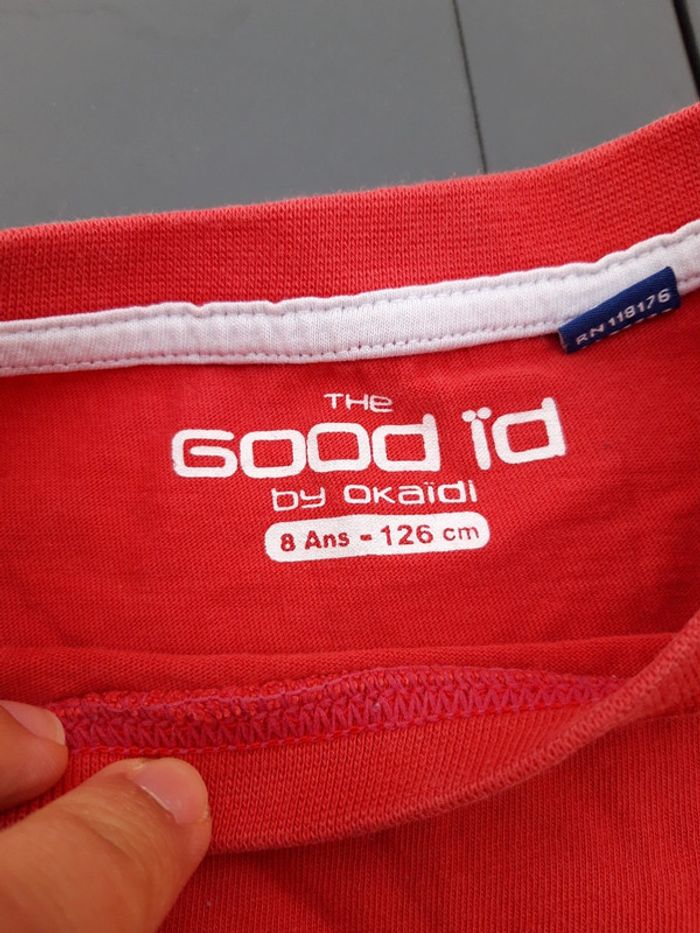 RN 118176
THE
GOOD ïd
by OKaïdi
8 Ans - 126 cm